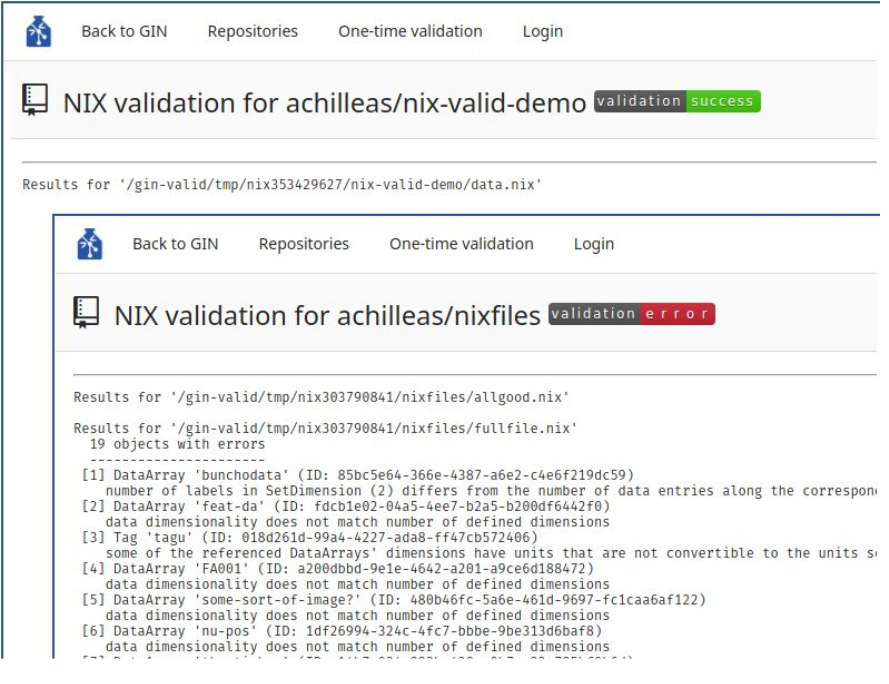 Back to GIN Repositories One-time validation Login
NIX validation for achilleas/nix-valid-demo validation success
Results for '/gin-valid/tmp/nix353429627/nix-valid-demo/data.nix'
Back to GIN Repositories One-time validation Login
NIX validation for achilleas/nixfiles validation error
Results for '/gin-valid/tmp/nix303790841/nixfiles/allgood.nix'
Results for '/gin-valid/tmp/nix303790841/nixfiles/fullfile.nix'
19 objects with errors
----------------------
[1] DataArray 'bunchodata' (ID: 85bc5e64-366e-4387-a6e2-c4e6f219dc59)
number of labels in SetDimension (2) differs from the number of data entries along the
[2] DataArray 'feat-da' (ID: fdcb1e02-04a5-4ee7-b2a5-b200df6442f0)
data dimensionality does not match number of defined dimensions
[3] Tag 'tagu' (ID: 018d261d-99a4-4227-ada8-ff47cb572406)
some of the referenced DataArrays' dimensions have units that are not convertible to the units
[4] DataArray 'FA001' (ID: a200dbbd-9e1e-4642-a201-a9ce6d188472)
data dimensionality does not match number of defined dimensions
[5] DataArray 'some-sort-of-image?' (ID: 480b46fc-5a6e-461d-9697-fc1caa6af122)
data dimensionality does not match number of defined dimensions
[6] DataArray 'nu-pos' (ID: 1df26994-324c-4fc7-bbbe-9be313d6baf8)
data dimensionality does not match number of defined dimensions